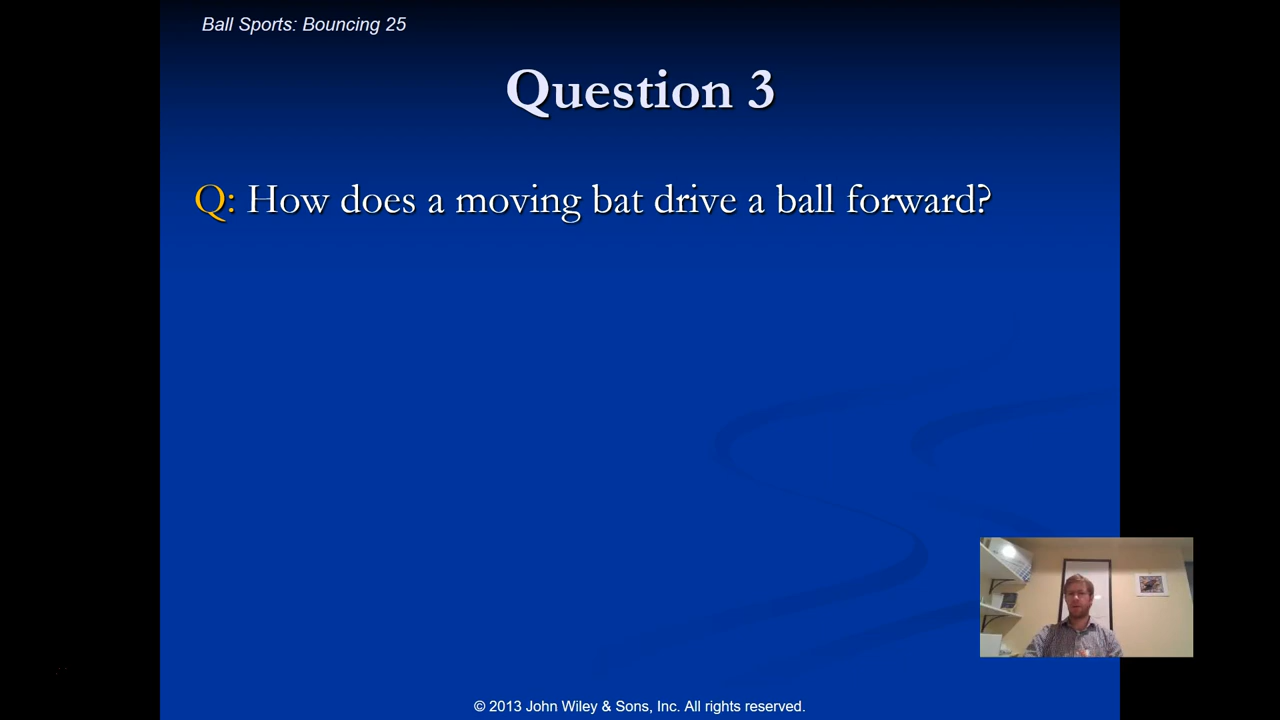 Ball Sports: Bouncing 25
Question 3
Q: How does a moving bat drive a ball forward?
© 2013 John Wiley & Sons, Inc. All rights reserved.